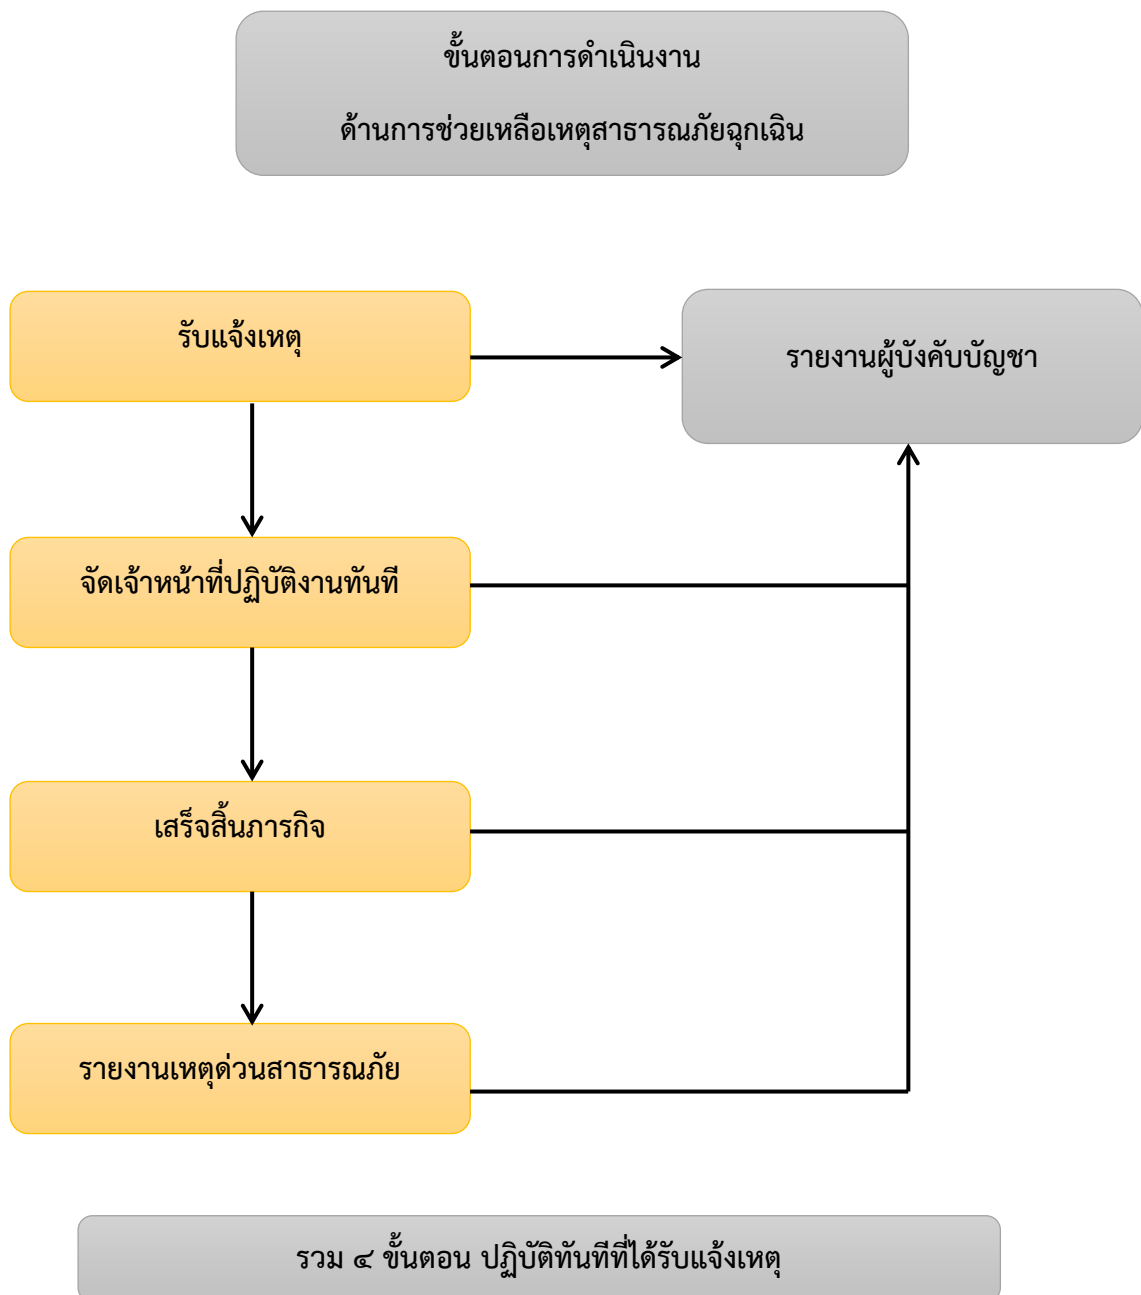 ขั้นตอนการดำเนินงาน
ด้านการช่วยเหลือเหตุสาธารณภัยฉุกเฉิน
รับแจ้งเหตุ
รายงานผู้บังคับบัญชา
จัดเจ้าหน้าที่ปฏิบัติงานทันที
เสร็จสิ้นภารกิจ
รายงานเหตุด่วนสาธารณภัย
รวม ๔ ขั้นตอน ปฏิบัติทันทีที่ได้รับแจ้งเหตุ